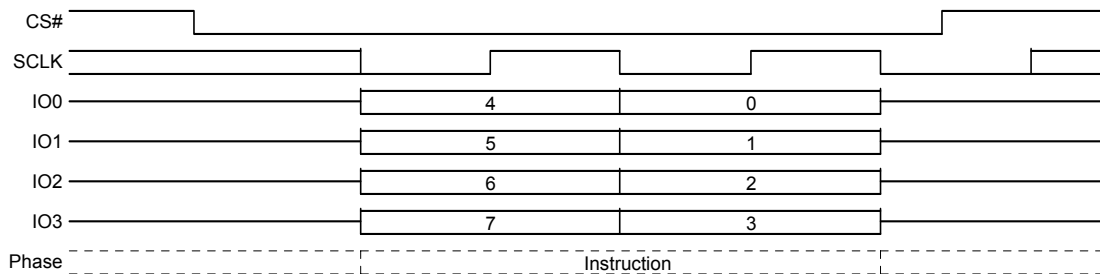 CS#
SCLK
IO0 4 0
IO1 5 1
IO2 6 2
IO3 7 3
Phase Instruction